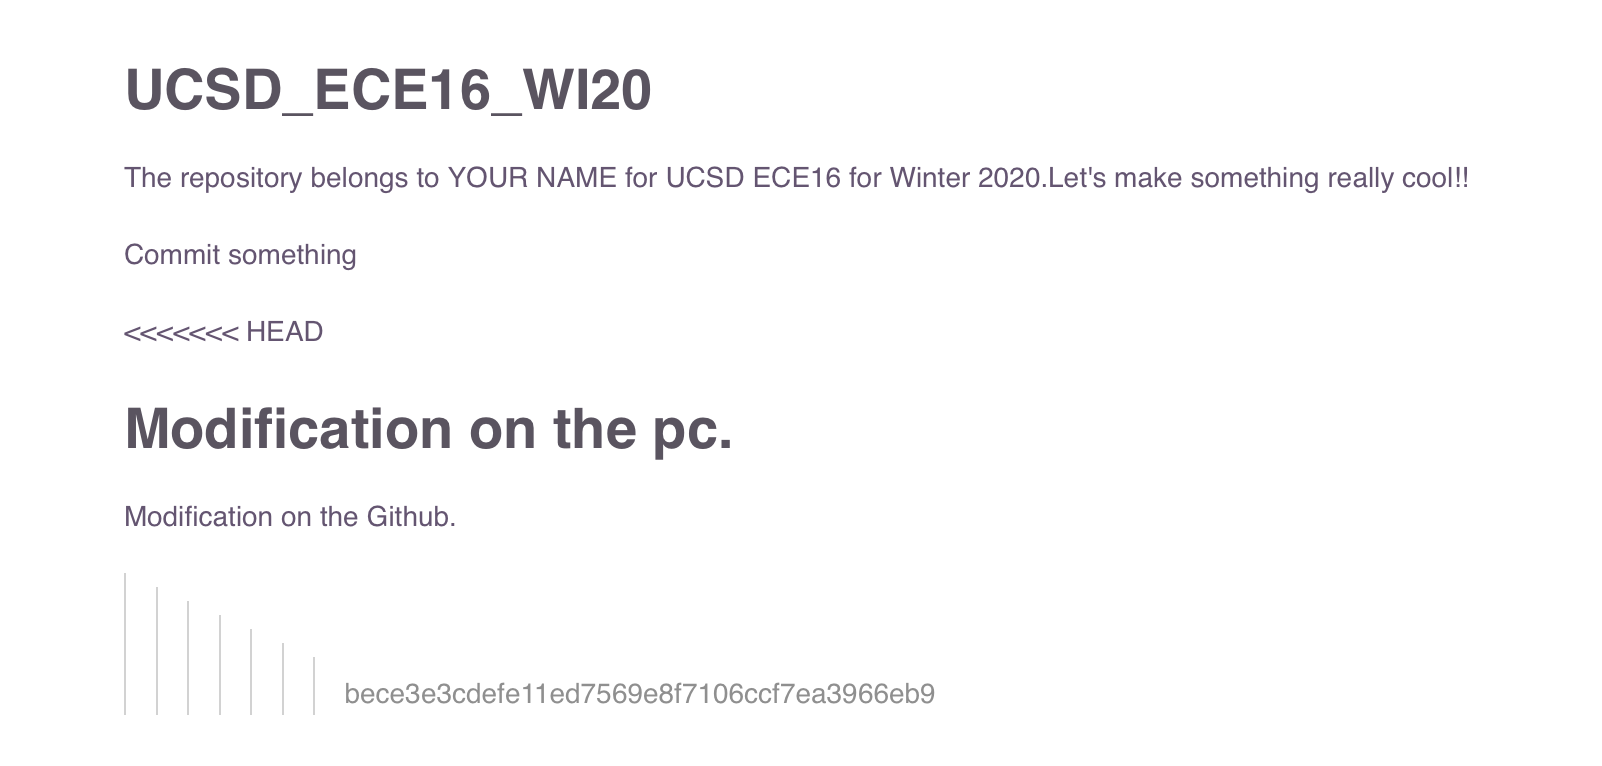 UCSD_ECE16_WI20
The repository belongs to YOUR NAME for UCSD ECE16 for Winter 2020.Let's make something really cool!!
Commit something
<<<<<<< HEAD
Modification on the pc.
Modification on the Github.
bece3e3cdefe11ed7569e8f7106ccf7ea3966eb9